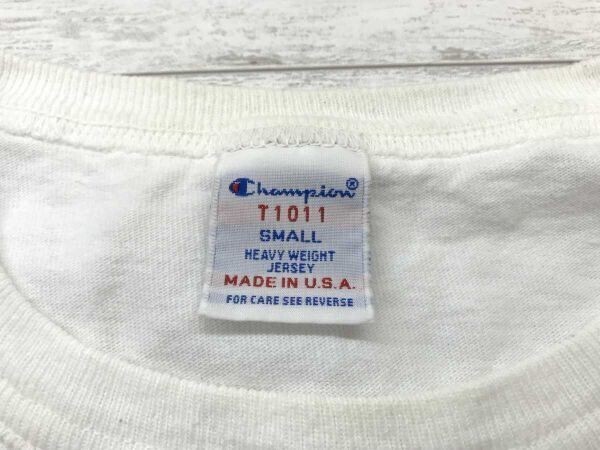 Champion®
T1011
SMALL
HEAVY WEIGHT
JERSEY
MADE IN U.S.A.
FOR CARE SEE REVERSE